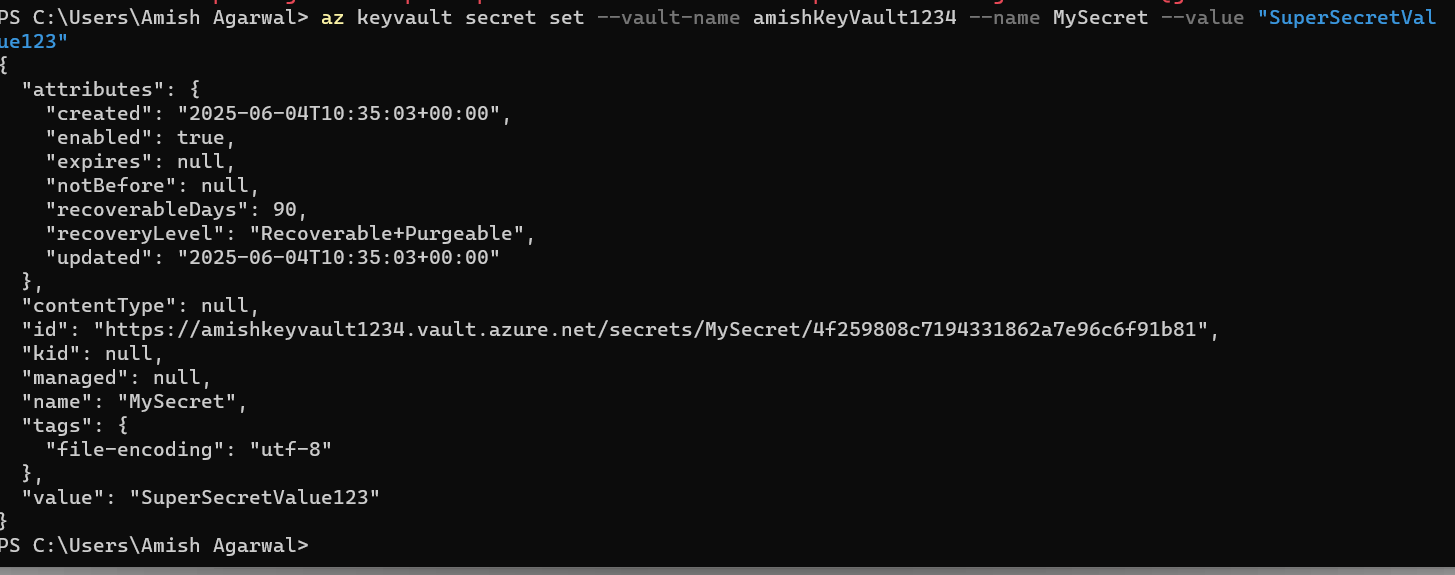 PS C:\Users\Amish Agarwal> az keyvault secret set --vault-name amishKeyVault1234 --name MySecret --value "SuperSecretVal
ue123"
{
  "attributes": {
    "created": "2025-06-04T10:35:03+00:00",
    "enabled": true,
    "expires": null,
    "notBefore": null,
    "recoverableDays": 90,
    "recoveryLevel": "Recoverable+Purgeable",
    "updated": "2025-06-04T10:35:03+00:00"
  },
  "contentType": null,
  "id": "https://amishkeyvault1234.vault.azure.net/secrets/MySecret/4f259808c7194331862a7e96c6f91b81",
  "kid": null,
  "managed": null,
  "name": "MySecret",
  "tags": {
    "file-encoding": "utf-8"
  },
  "value": "SuperSecretValue123"
}
PS C:\Users\Amish Agarwal>